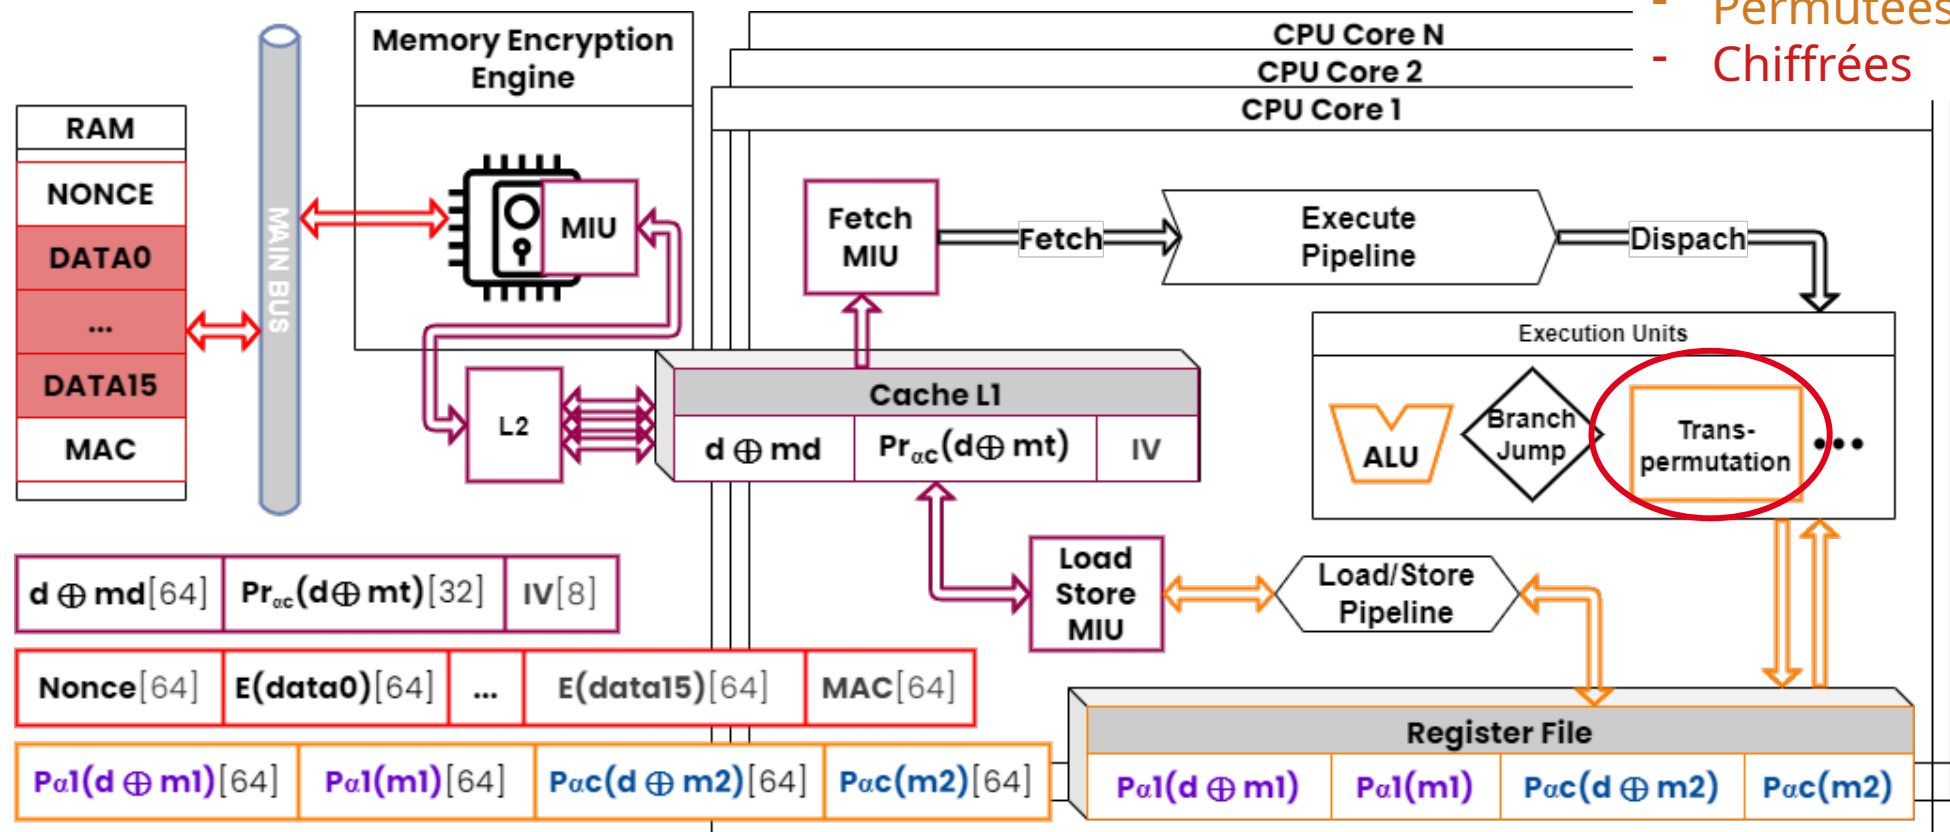 - Permutées
- Chiffrées
Memory Encryption
Engine
CPU Core N
CPU Core 2
CPU Core 1
RAM
NONCE
DATA0
...
DATA15
MAC
MAIN BUS
MIU
Fetch
MIU
Fetch
Execute
Pipeline
Dispach
Execution Units
ALU
Branch
Jump
Trans-
permutation
•••
L2
Cache L1
d ⊕ md
Prαc(d⊕ mt)
IV
Load
Store
MIU
Load/Store
Pipeline
d ⊕ md[64]
Prαc(d⊕ mt)[32]
IV[8]
Nonce[64]
E(data0)[64]
...
E(data15)[64]
MAC[64]
Pα1(d ⊕ m1)[64]
Pα1(m1)[64]
Pαc(d ⊕ m2)[64]
Pαc(m2)[64]
Register File
Pα1(d ⊕ m1)
Pα1(m1)
Pαc(d ⊕ m2)
Pαc(m2)